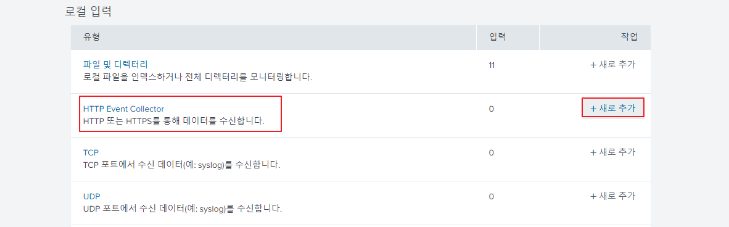 로컬 입력
유형 입력 작업
파일 및 디렉터리 11 + 새로 추가
로컬 파일을 인덱스하거나 전체 디렉터리를 모니터링합니다.
HTTP Event Collector 0 + 새로 추가
HTTP 또는 HTTPS를 통해 데이터를 수신합니다.
TCP 0 + 새로 추가
TCP 포트에서 수신 데이터(예: syslog)를 수신합니다.
UDP 0 + 새로 추가
UDP 포트에서 수신 데이터(예: syslog)를 수신합니다.